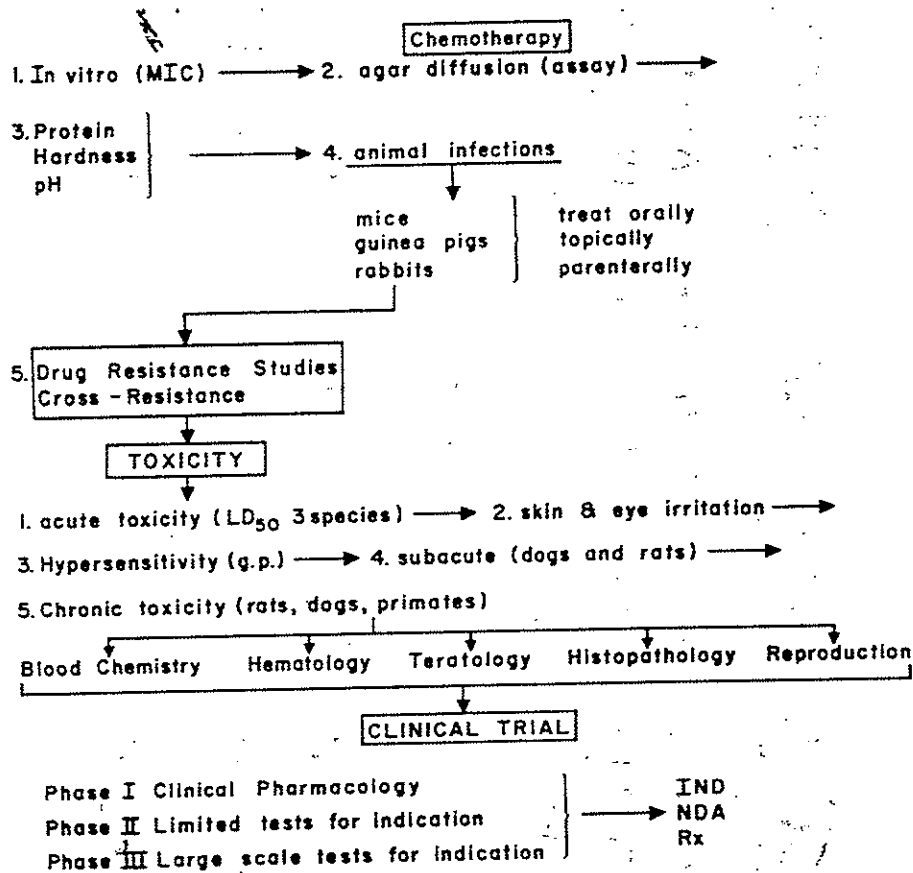 Chemotherapy
1. In vitro (MIC) 2. agar diffusion (assay)
3. Protein
Hardness
pH
4. animal infections
mice
guinea pigs
rabbits
treat orally
topically
parenterally
5. Drug Resistance Studies
Cross-Resistance
TOXICITY
1. acute toxicity (LD50 3 species) 2. skin & eye irritation
3. Hypersensitivity (g.p.) 4. subacute (dogs and rats)
5. Chronic toxicity (rats, dogs, primates)
Blood Chemistry Hematology Teratology Histopathology Reproduction
CLINICAL TRIAL
Phase I Clinical Pharmacology
Phase II Limited tests for indication
Phase III Large scale tests for indication
IND
NDA
Rx